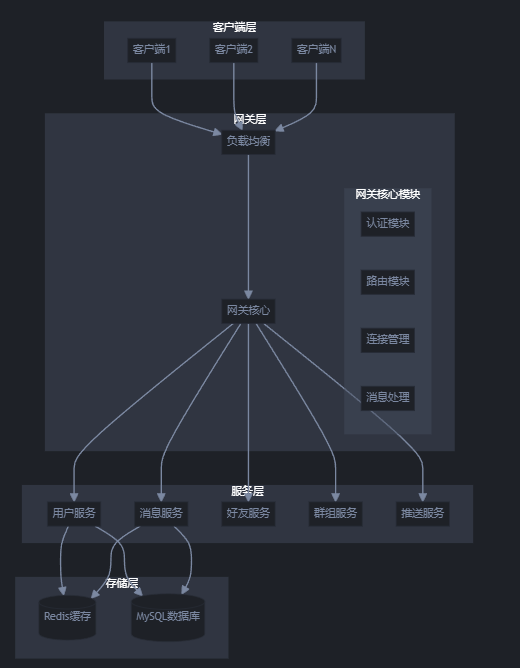 客户端层
客户端1
客户端2
客户端N
网关层
负载均衡
网关核心模块
认证模块
路由模块
网关核心
连接管理
消息处理
服务层
用户服务
消息服务
好友服务
群组服务
推送服务
存储层
Redis缓存
MySQL数据库